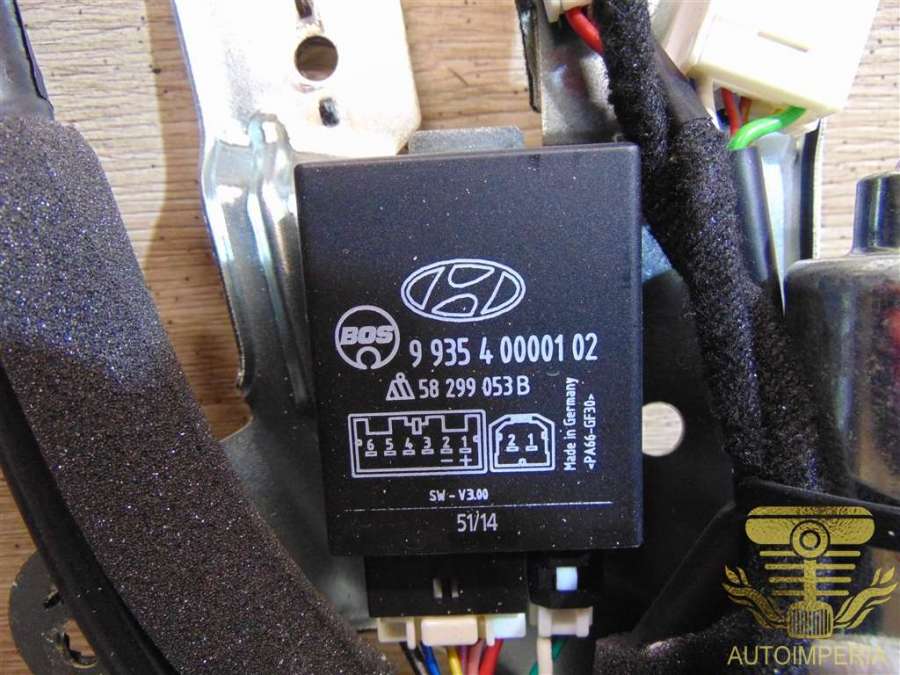 BOS 9 935 4 00001 02
58 299 053 B
6 5 4 3 2 1 2 1
– +
Made in Germany
<PA66-GF30>
SW - V3.00
51/14
AUTOIMPERIA